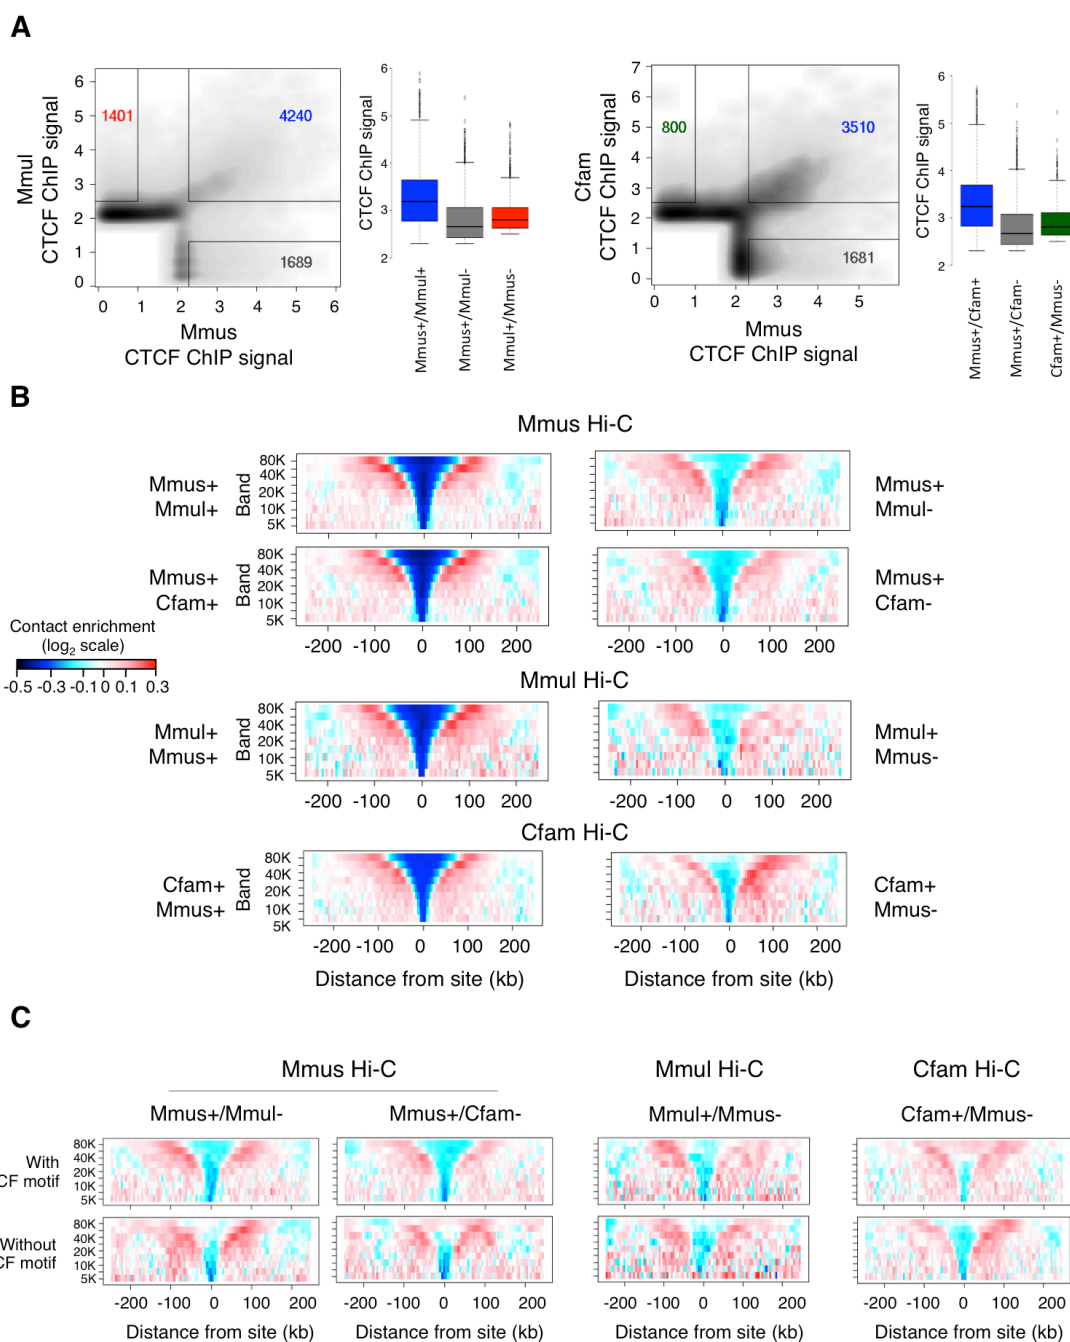 A
Mmul
CTCF ChIP signal
6
5
4
3
2
1
0
1401
4240
1689
0 1 2 3 4 5 6
Mmus
CTCF ChIP signal
CTCF ChIP signal
6
5
4
3
2
Mmus+/Mmul+
Mmus+/Mmul-
Mmul+/Mmus-
Cfam
CTCF ChIP signal
7
6
5
4
3
2
1
0
800
3510
1681
0 1 2 3 4 5
Mmus
CTCF ChIP signal
CTCF ChIP signal
6
5
4
3
2
Mmus+/Cfam+
Mmus+/Cfam-
Cfam+/Mmus-
B
Mmus Hi-C
Mmus+
Mmul+
Band
80K
40K
20K
10K
5K
Mmus+
Mmul-
Mmus+
Cfam+
Band
80K
40K
20K
10K
5K
Mmus+
Cfam-
-200 -100 0 100 200
-200 -100 0 100 200
Contact enrichment
(log2 scale)
-0.5 -0.3 -0.1 0 0.1 0.3
Mmul Hi-C
Mmul+
Mmus+
Band
80K
40K
20K
10K
5K
Mmul+
Mmus-
-200 -100 0 100 200
-200 -100 0 100 200
Cfam Hi-C
Cfam+
Mmus+
Band
80K
40K
20K
10K
5K
Cfam+
Mmus-
-200 -100 0 100 200
-200 -100 0 100 200
Distance from site (kb)
Distance from site (kb)
C
Mmus Hi-C
Mmul Hi-C
Cfam Hi-C
Mmus+/Mmul-
Mmus+/Cfam-
Mmul+/Mmus-
Cfam+/Mmus-
With
CF motif
80K
40K
20K
10K
5K
Without
CF motif
80K
40K
20K
10K
5K
-200 -100 0 100 200
-200 -100 0 100 200
-200 -100 0 100 200
-200 -100 0 100 200
Distance from site (kb)
Distance from site (kb)
Distance from site (kb)
Distance from site (kb)